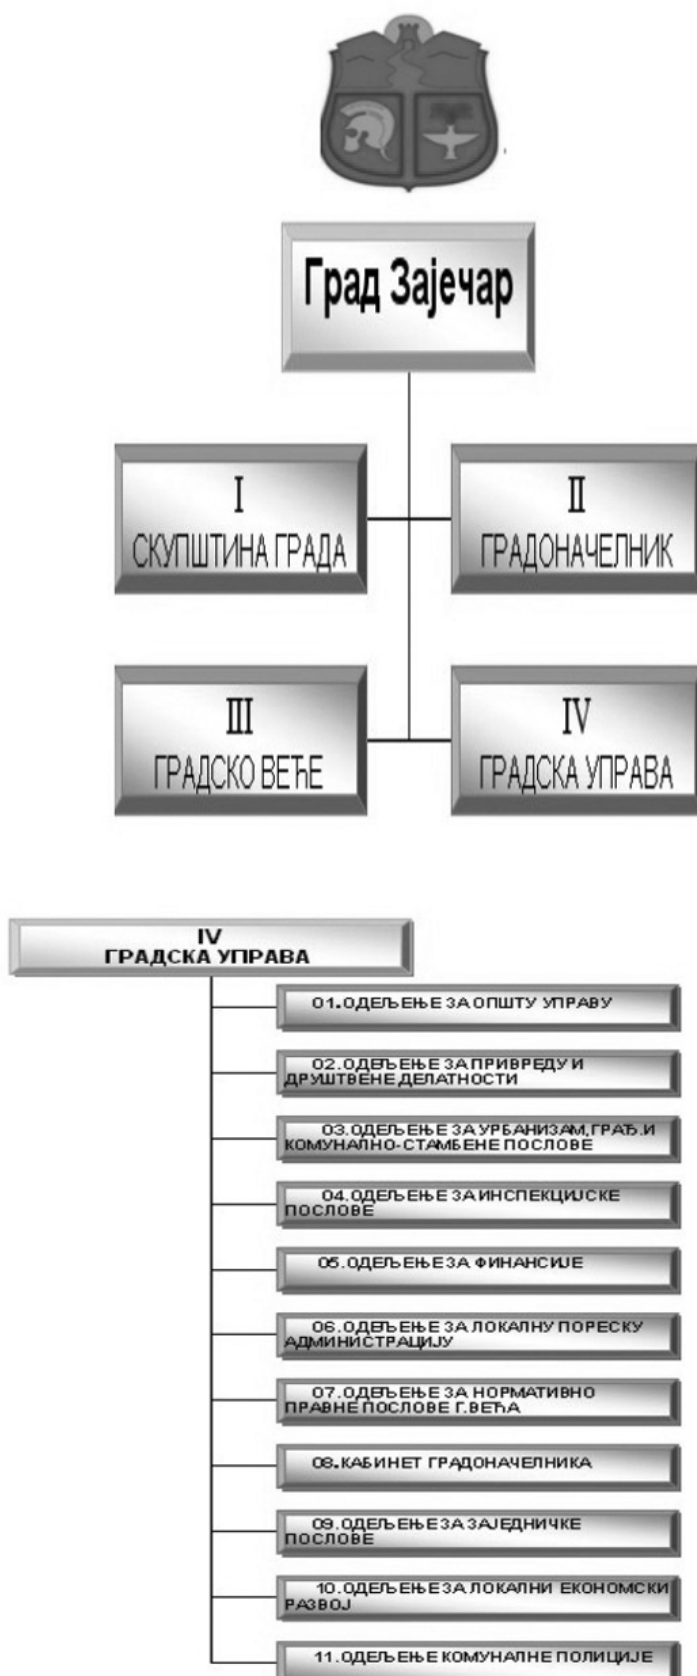 Град Зајечар
I
СКУПШТИНА ГРАДА
II
ГРАДОНАЧЕЛНИК
III
ГРАДСКО ВЕЋЕ
IV
ГРАДСКА УПРАВА
IV
ГРАДСКА УПРАВА
01.ОДЕЉЕЊЕ ЗА ОПШТУ УПРАВУ
02.ОДЕЉЕЊЕ ЗА ПРИВРЕДУ И
ДРУШТВЕНЕ ДЕЛАТНОСТИ
03.ОДЕЉЕЊЕ ЗА УРБАНИЗАМ,ГРАЂ.И
КОМУНАЛНО-СТАМБЕНЕ ПОСЛОВЕ
04.ОДЕЉЕЊЕ ЗА ИНСПЕКЦИЈСКЕ
ПОСЛОВЕ
05.ОДЕЉЕЊЕ ЗА ФИНАНСИЈЕ
06.ОДЕЉЕЊЕ ЗА ЛОКАЛНУ ПОРЕСКУ
АДМИНИСТРАЦИЈУ
07.ОДЕЉЕЊЕ ЗА НОРМАТИВНО
ПРАВНЕ ПОСЛОВЕ Г.ВЕЋА
08.КАБИНЕТ ГРАДОНАЧЕЛНИКА
09.ОДЕЉЕЊЕ ЗА ЗАЈЕДНИЧКЕ
ПОСЛОВЕ
10.ОДЕЉЕЊЕ ЗА ЛОКАЛНИ ЕКОНОМСКИ
РАЗВОЈ
11.ОДЕЉЕЊЕ КОМУНАЛНЕ ПОЛИЦИЈЕ